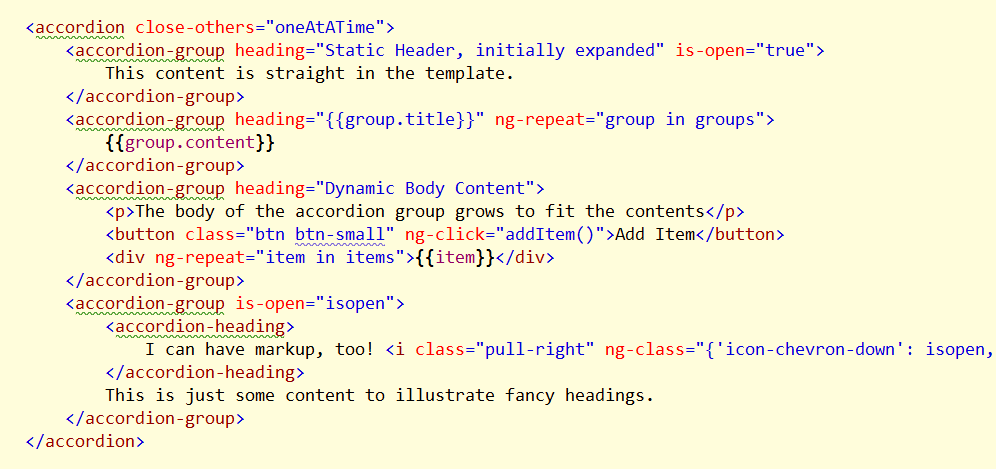 <accordion close-others="oneAtATime">
    <accordion-group heading="Static Header, initially expanded" is-open="true">
        This content is straight in the template.
    </accordion-group>
    <accordion-group heading="{{group.title}}" ng-repeat="group in groups">
        {{group.content}}
    </accordion-group>
    <accordion-group heading="Dynamic Body Content">
        <p>The body of the accordion group grows to fit the contents</p>
        <button class="btn btn-small" ng-click="addItem()">Add Item</button>
        <div ng-repeat="item in items">{{item}}</div>
    </accordion-group>
    <accordion-group is-open="isopen">
        <accordion-heading>
            I can have markup, too! <i class="pull-right" ng-class="{'icon-chevron-down': isopen,
        </accordion-heading>
        This is just some content to illustrate fancy headings.
    </accordion-group>
</accordion>